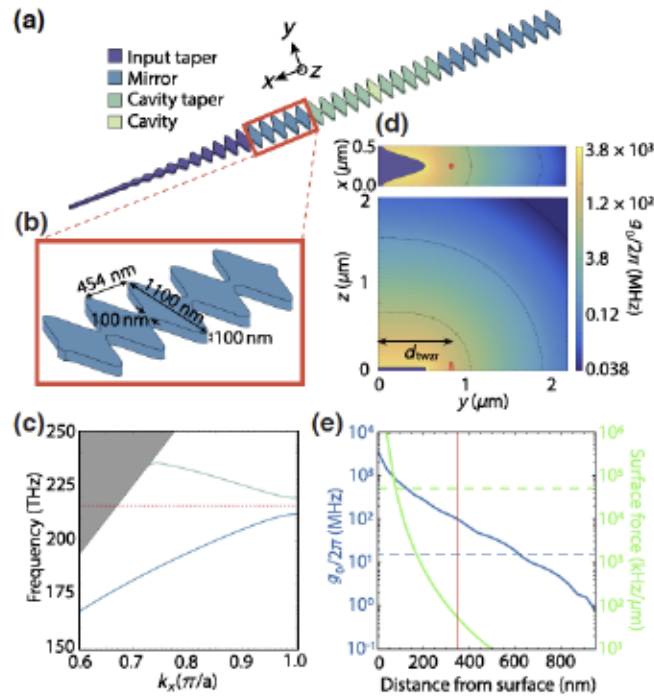 (a)
Input taper
Mirror
Cavity taper
Cavity
y
x
z
(b)
454 nm
1100 nm
100 nm
100 nm
(c)
250
225
200
175
150
Frequency (THz)
0.6
0.7
0.8
0.9
1.0
kₓ(π/a)
(d)
x (μm)
0.5
0.0
z (μm)
2
1
0
d_twzr
0
1
2
y (μm)
3.8 × 10³
1.2 × 10²
3.8
0.12
0.038
g₀/2π (MHz)
(e)
g₀/2π (MHz)
10⁴
10³
10²
10¹
10⁰
10⁻¹
10⁶
10⁵
10⁴
10³
10²
10¹
Surface force (kHz/μm)
0
200
400
600
800
Distance from surface (nm)